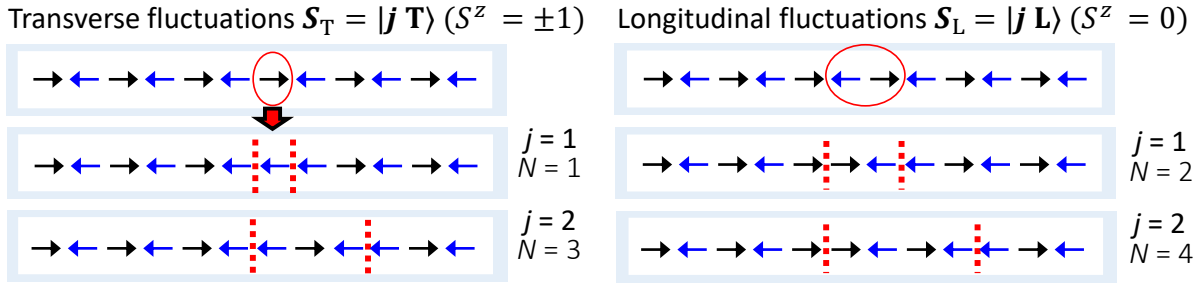 Transverse fluctuations S_T = |j T⟩ (S^z = ±1)
j = 1
N = 1
j = 2
N = 3
Longitudinal fluctuations S_L = |j L⟩ (S^z = 0)
j = 1
N = 2
j = 2
N = 4